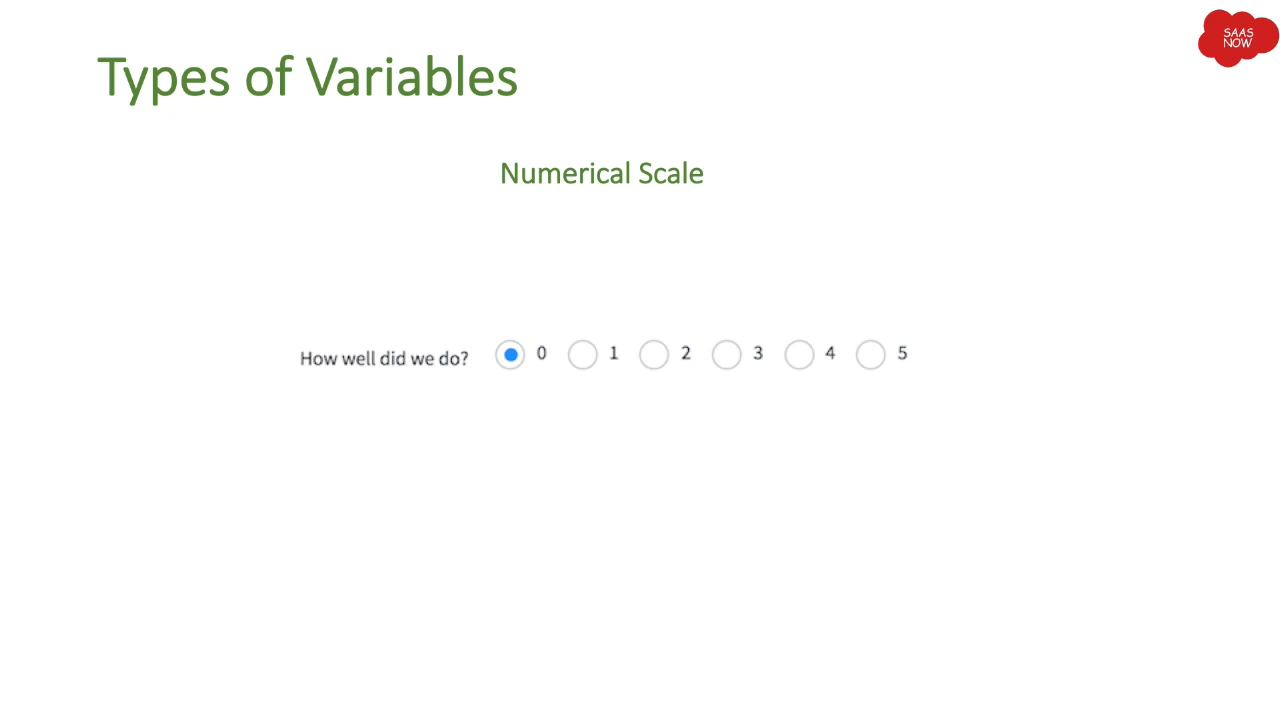 SAAS
NOW
Types of Variables
Numerical Scale
How well did we do? 0 1 2 3 4 5